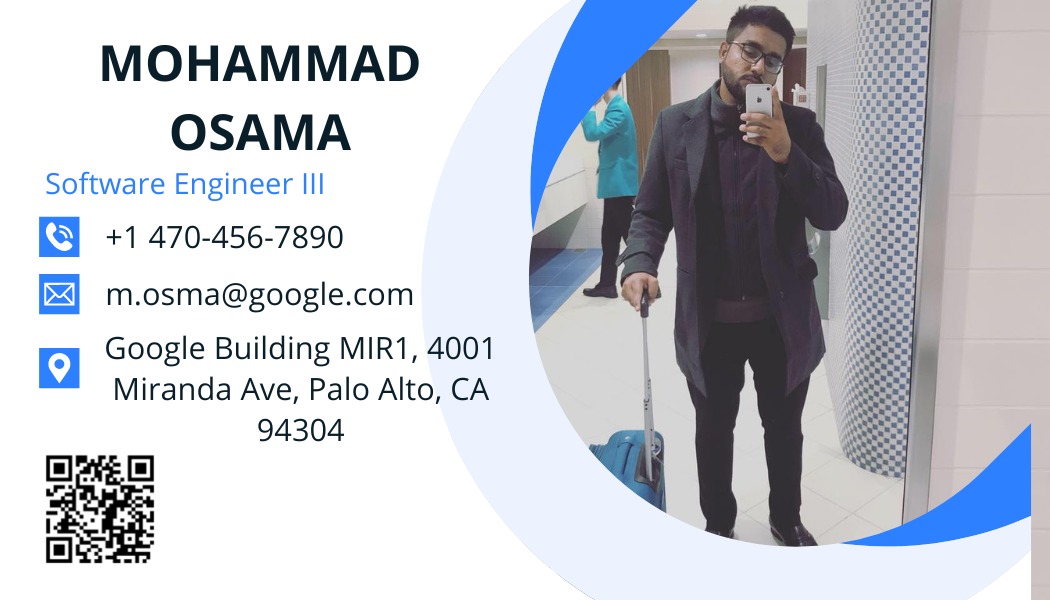 MOHAMMAD
OSAMA
Software Engineer III
+1 470-456-7890
m.osma@google.com
Google Building MIR1, 4001
Miranda Ave, Palo Alto, CA
94304